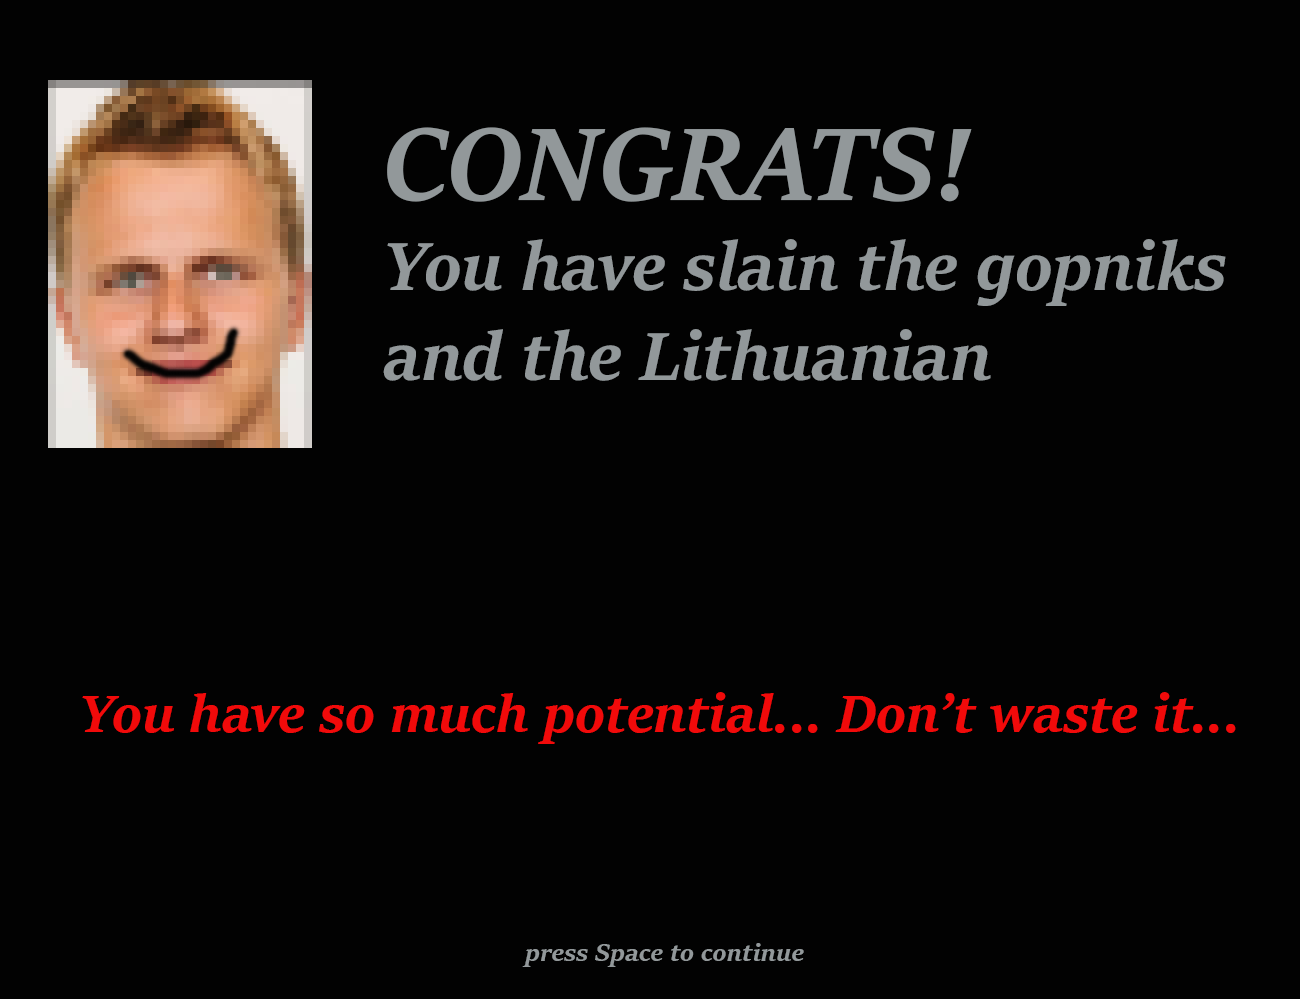 CONGRATS!
You have slain the gopniks
and the Lithuanian
You have so much potential... Don’t waste it...
press Space to continue